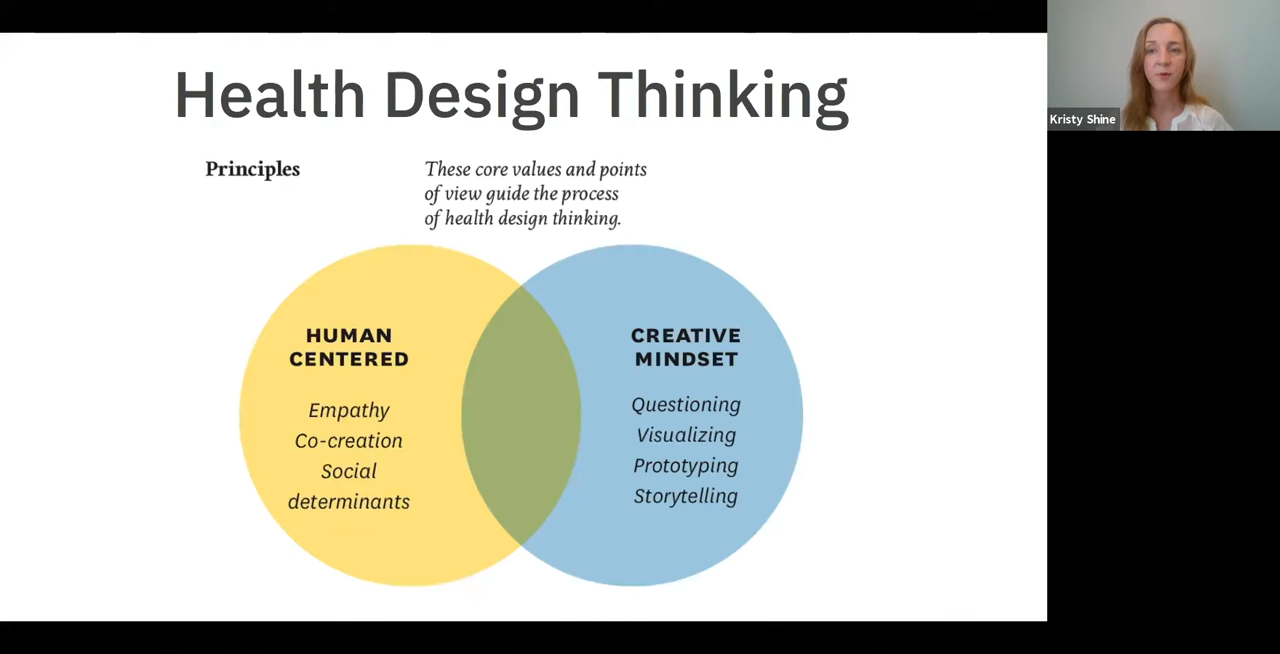 Health Design Thinking
Kristy Shine
Principles
These core values and points
of view guide the process
of health design thinking.
HUMAN
CENTERED
Empathy
Co-creation
Social
determinants
CREATIVE
MINDSET
Questioning
Visualizing
Prototyping
Storytelling